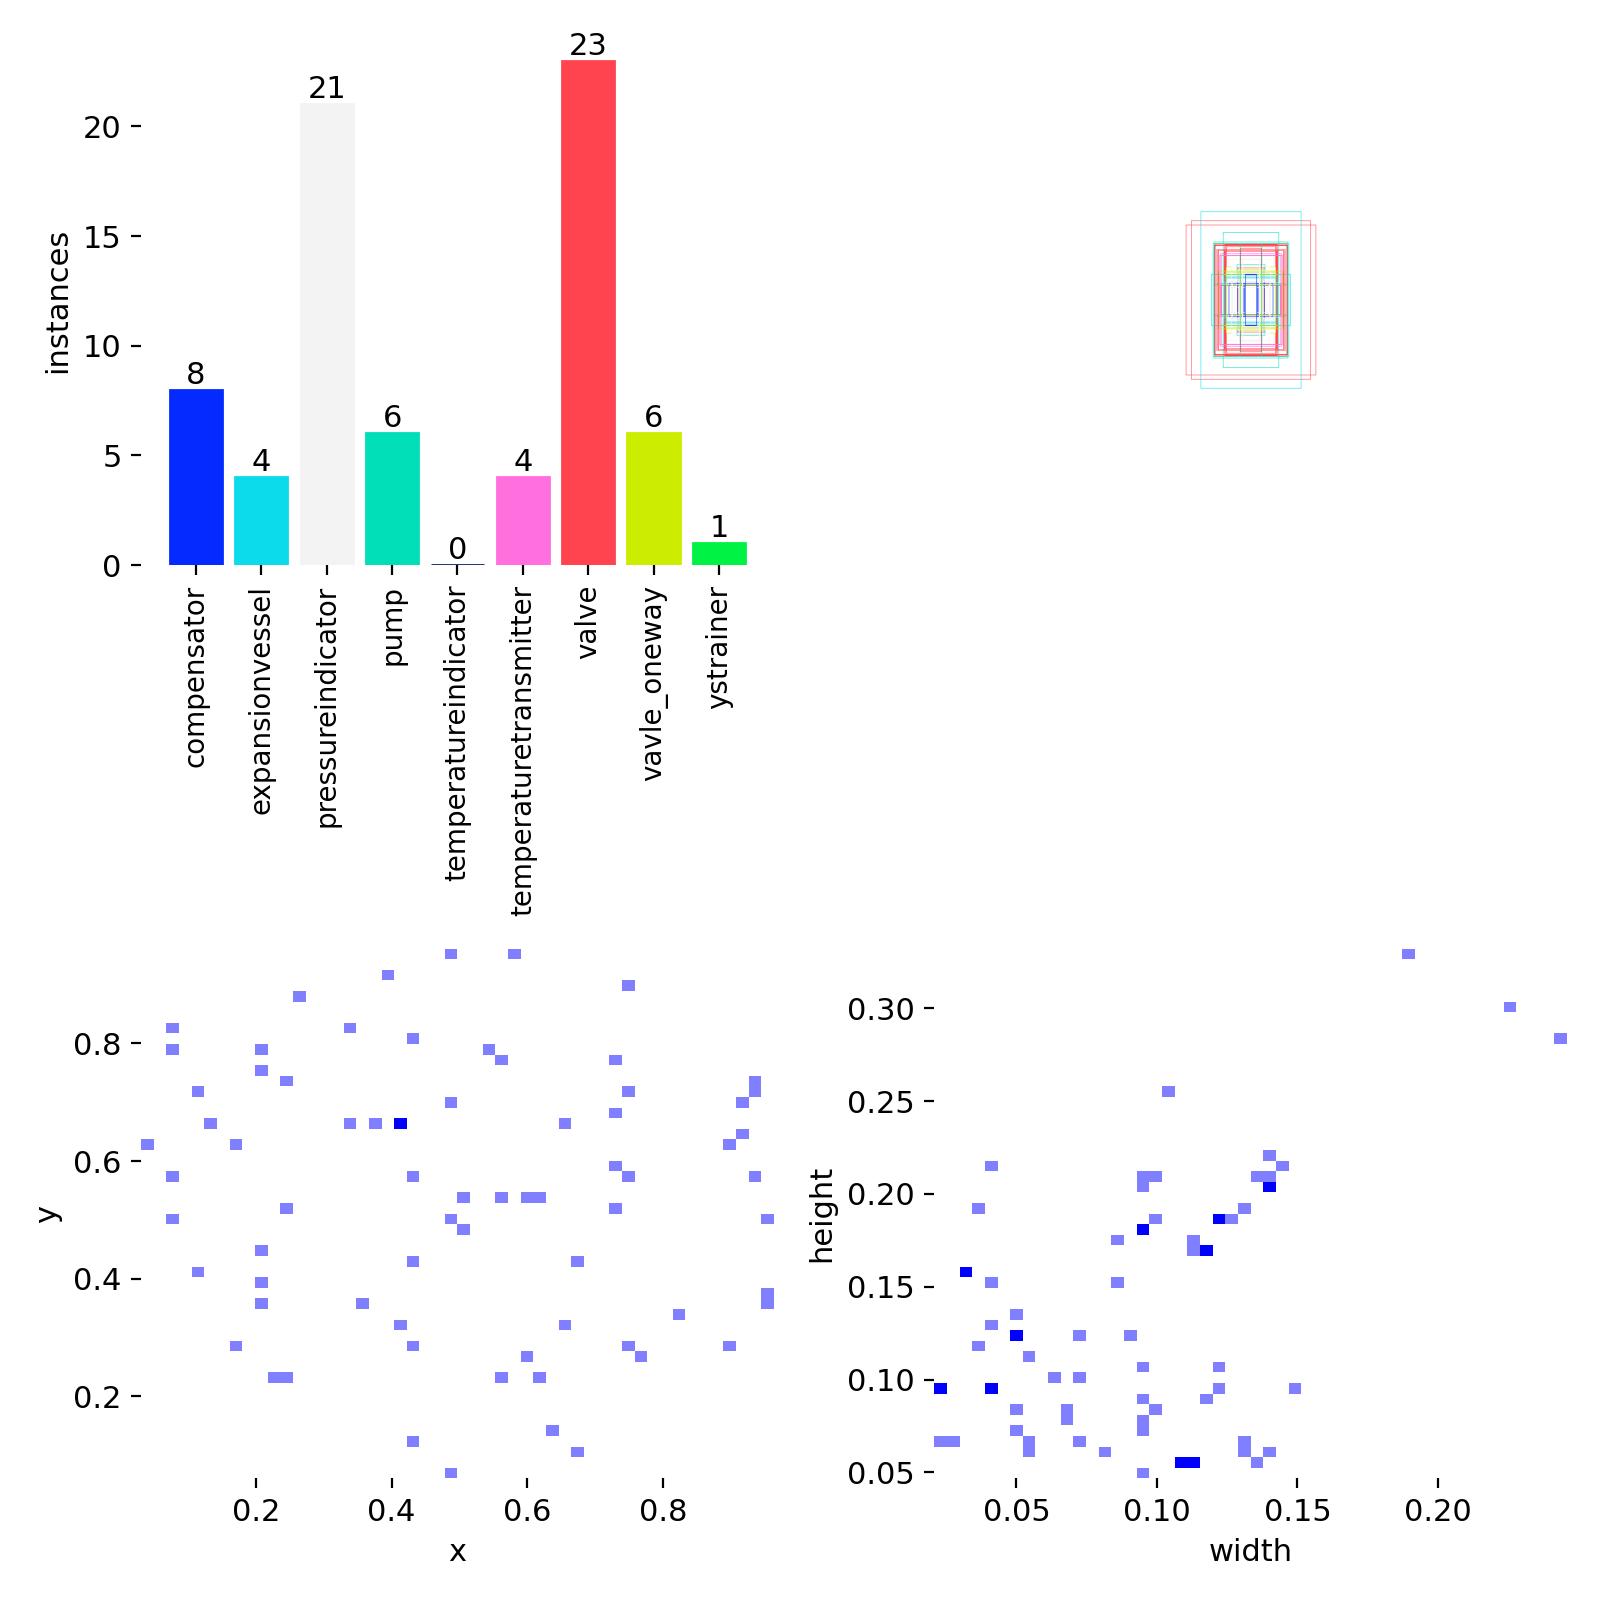 23
21
20
15
10
8
6
6
5
4
4
1
0
0
instances
compensator
expansionvessel
pressureindicator
pump
temperatureindicator
temperaturetransmitter
valve
vavle_oneway
ystrainer
0.8
0.6
0.4
0.2
y
0.2 0.4 0.6 0.8
x
0.30
0.25
0.20
0.15
0.10
0.05
height
0.05 0.10 0.15 0.20
width